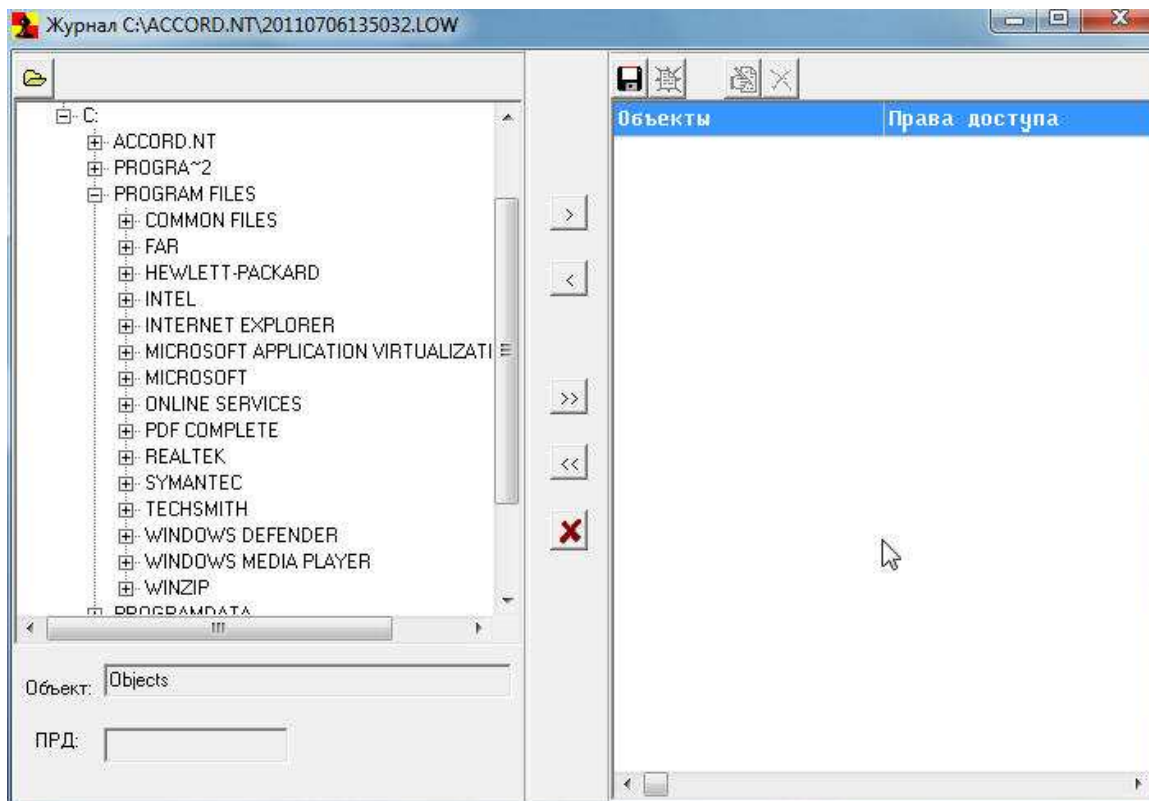 Журнал C:\ACCORD.NT\20110706135032.LOW
C:
ACCORD.NT
PROGRA~2
PROGRAM FILES
COMMON FILES
FAR
HEWLETT-PACKARD
INTEL
INTERNET EXPLORER
MICROSOFT APPLICATION VIRTUALIZATI
MICROSOFT
ONLINE SERVICES
PDF COMPLETE
REALTEK
SYMANTEC
TECHSMITH
WINDOWS DEFENDER
WINDOWS MEDIA PLAYER
WINZIP
PROGRAMDATA
Объект: Objects
ПРД:
>
<
>>
<<
Объекты Права доступа